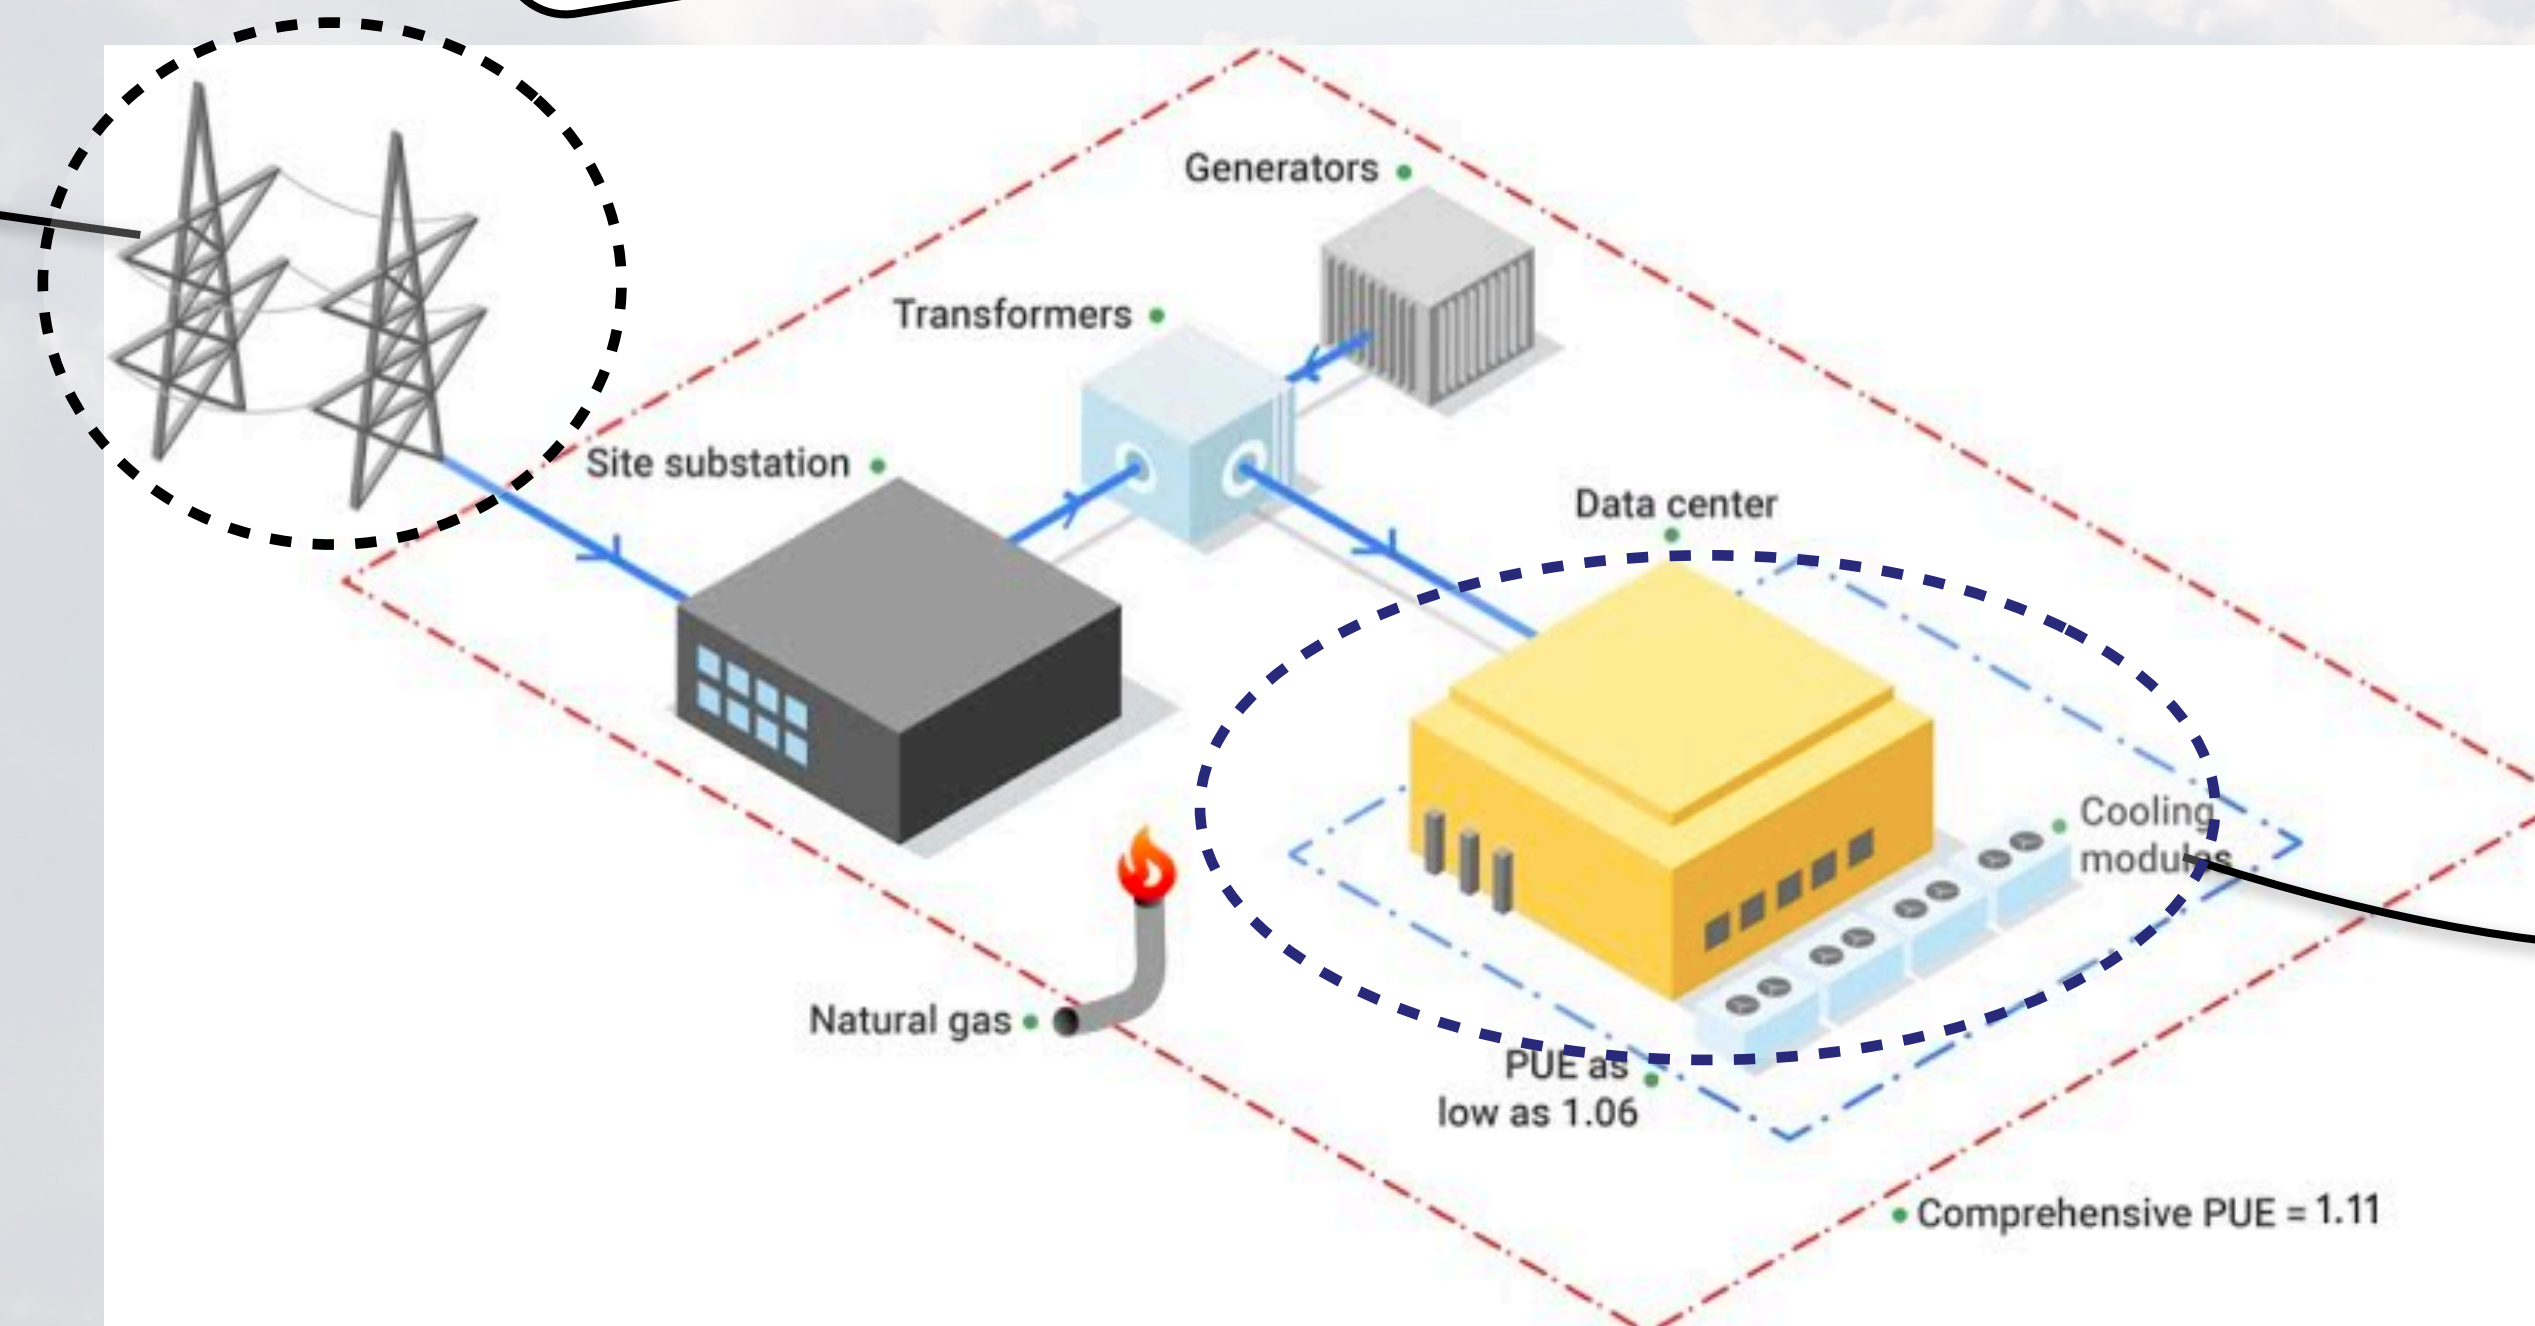 Generators
Transformers
Site substation
Data center
Cooling
modules
Natural gas
PUE as
low as 1.06
Comprehensive PUE = 1.11